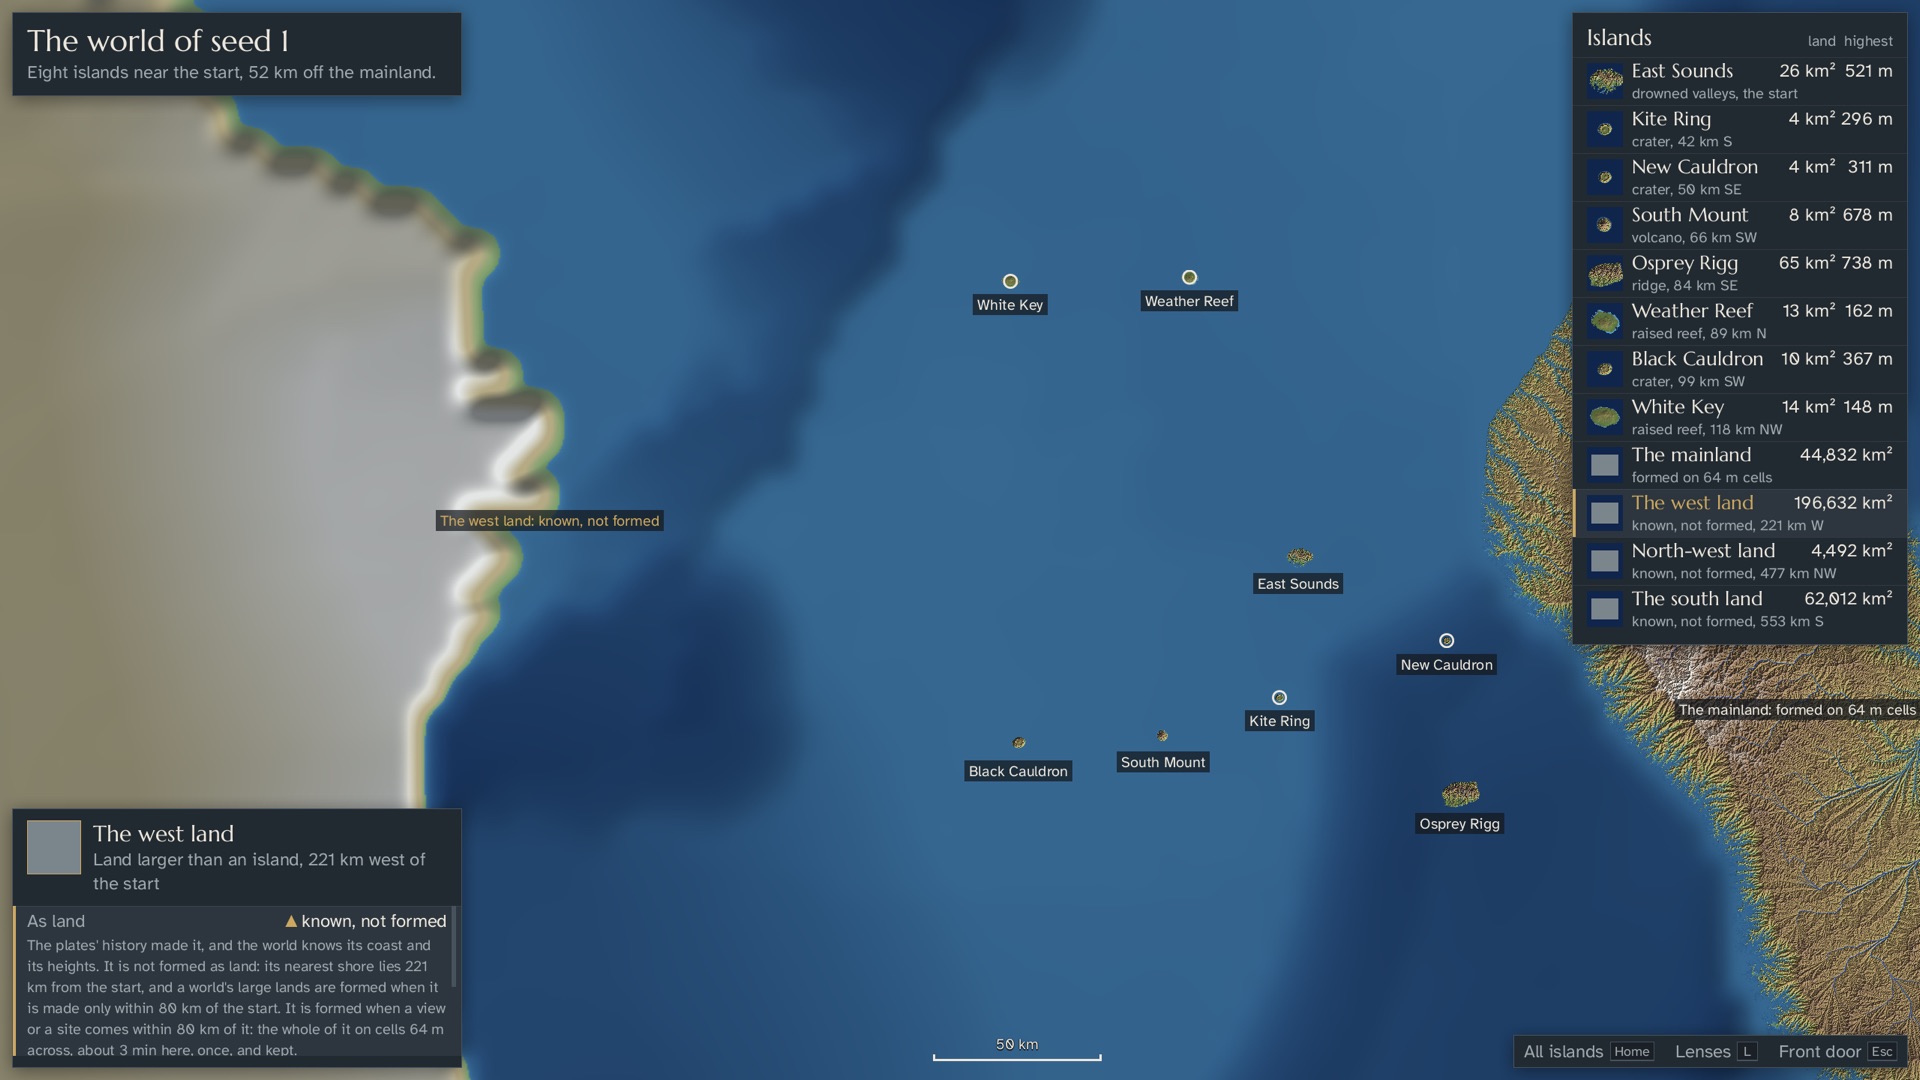 The world of seed 1
Eight islands near the start, 52 km off the mainland.
Islands land highest
East Sounds 26 km² 521 m
drowned valleys, the start
Kite Ring 4 km² 296 m
crater, 42 km S
New Cauldron 4 km² 311 m
crater, 50 km SE
South Mount 8 km² 678 m
volcano, 66 km SW
Osprey Rigg 65 km² 738 m
ridge, 84 km SE
Weather Reef 13 km² 162 m
raised reef, 89 km N
Black Cauldron 10 km² 367 m
crater, 99 km SW
White Key 14 km² 148 m
raised reef, 118 km NW
The mainland 44,832 km²
formed on 64 m cells
The west land 196,632 km²
known, not formed, 221 km W
North-west land 4,492 km²
known, not formed, 477 km NW
The south land 62,012 km²
known, not formed, 553 km S
White Key
Weather Reef
The west land: known, not formed
East Sounds
New Cauldron
The mainland: formed on 64 m cells
Kite Ring
South Mount
Black Cauldron
Osprey Rigg
The west land
Land larger than an island, 221 km west of
the start
As land ▲ known, not formed
The plates' history made it, and the world knows its coast and
its heights. It is not formed as land: its nearest shore lies 221
km from the start, and a world's large lands are formed when it
is made only within 80 km of the start. It is formed when a view
or a site comes within 80 km of it: the whole of it on cells 64 m
across, about 3 min here, once, and kept.
50 km
All islands Home Lenses L Front door Esc